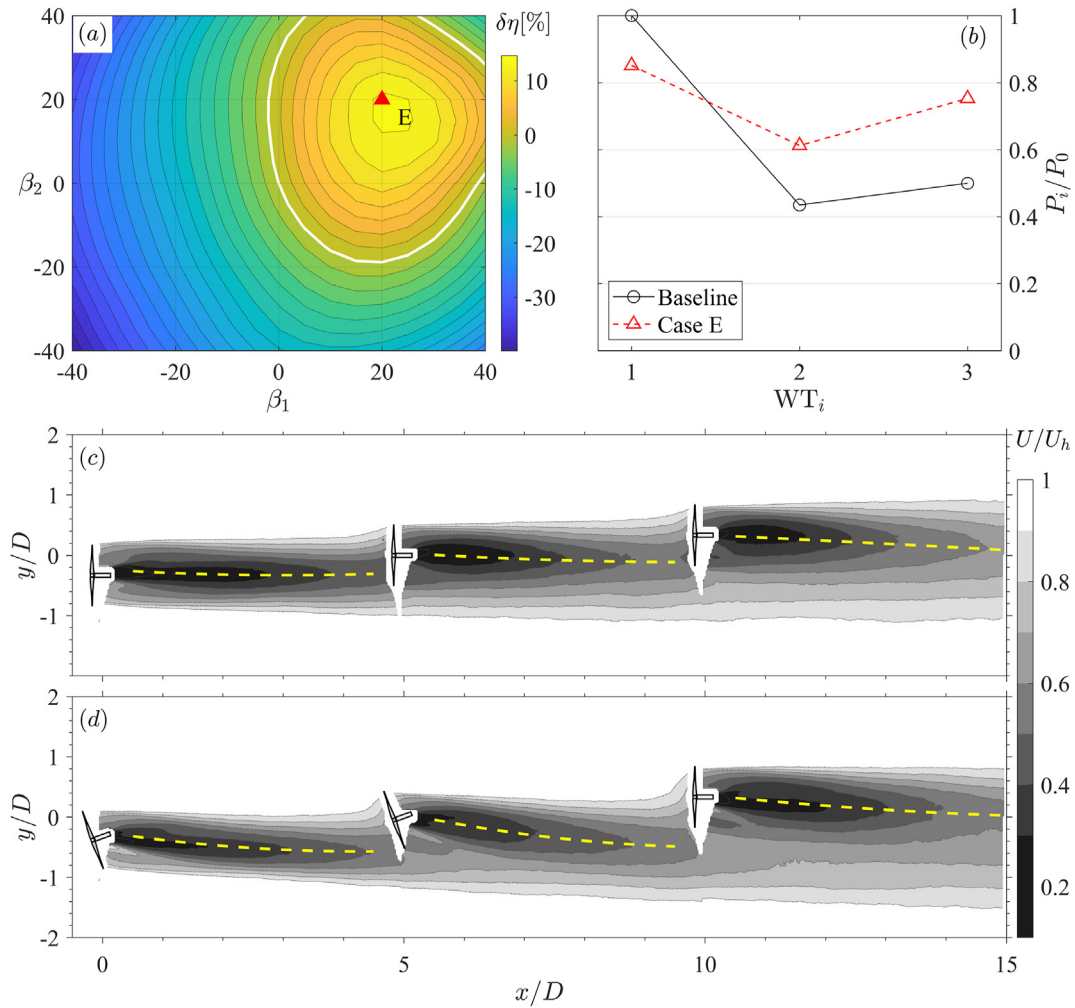 (a)
δη[%]
40
20
0
-20
-40
β₂
-40
-20
0
20
40
β₁
E
10
0
-10
-20
-30
(b)
1
0.8
0.6
0.4
0.2
0
Pᵢ/P₀
Baseline
Case E
1
2
3
WTᵢ
(c)
2
1
0
-1
y/D
U/Uₕ
1
0.8
0.6
0.4
0.2
(d)
2
1
0
-1
-2
y/D
0
5
10
15
x/D